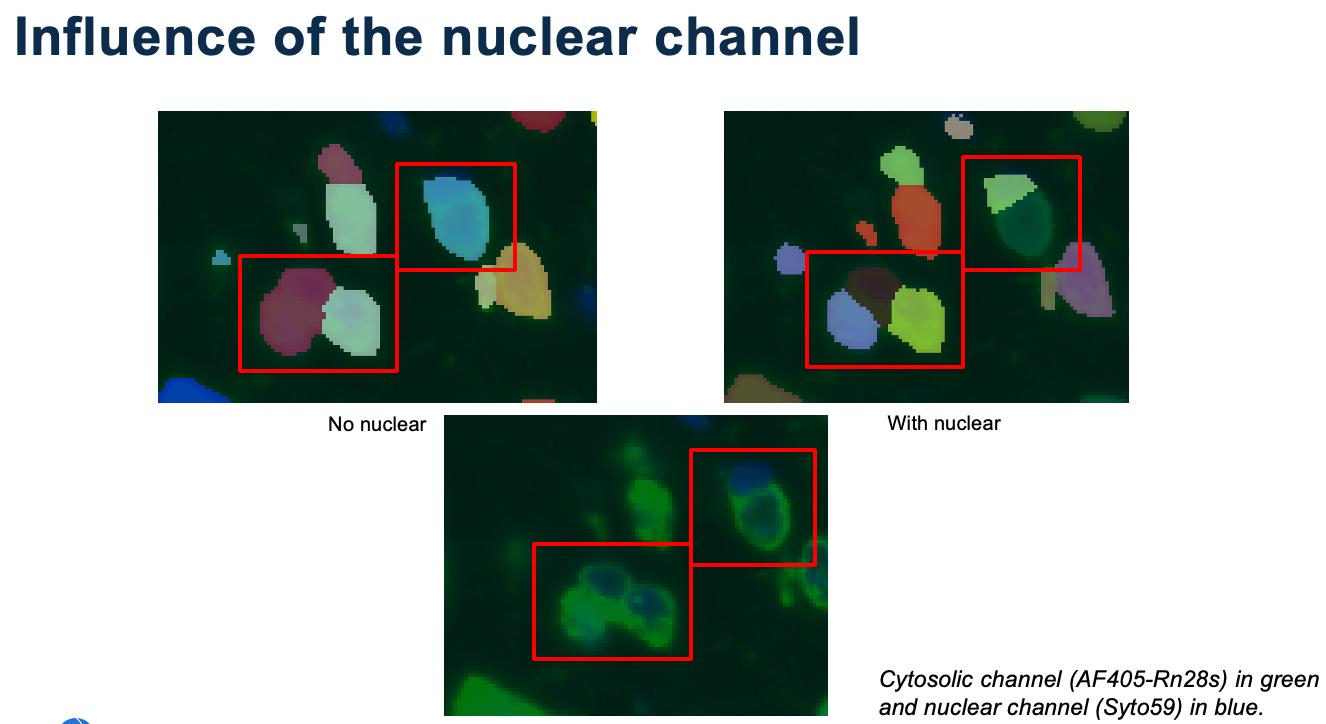 Influence of the nuclear channel
No nuclear
With nuclear
Cytosolic channel (AF405-Rn28s) in green
and nuclear channel (Syto59) in blue.